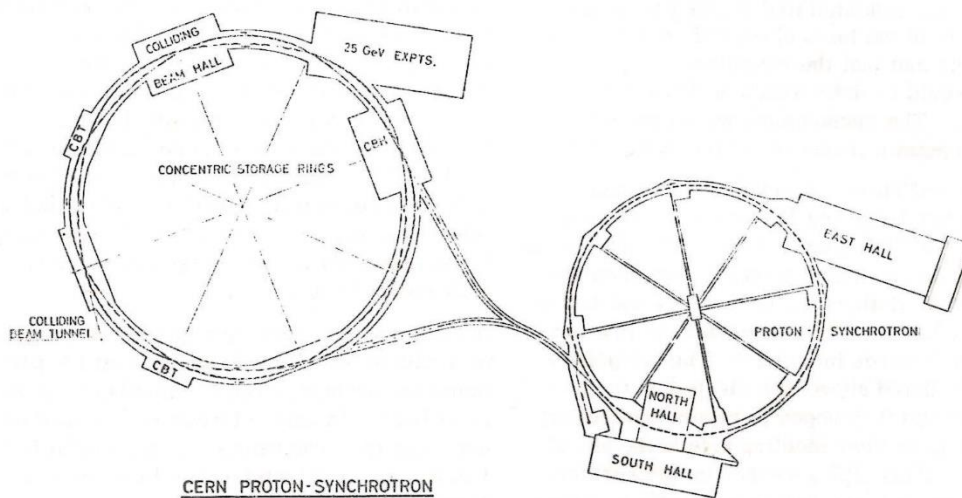 COLLIDING
BEAM HALL
25 GeV EXPTS.
CBT
CBH
CONCENTRIC STORAGE RINGS
EAST HALL
COLLIDING
BEAM TUNNEL
PROTON - SYNCHROTRON
CBT
NORTH
HALL
SOUTH HALL
CERN PROTON-SYNCHROTRON